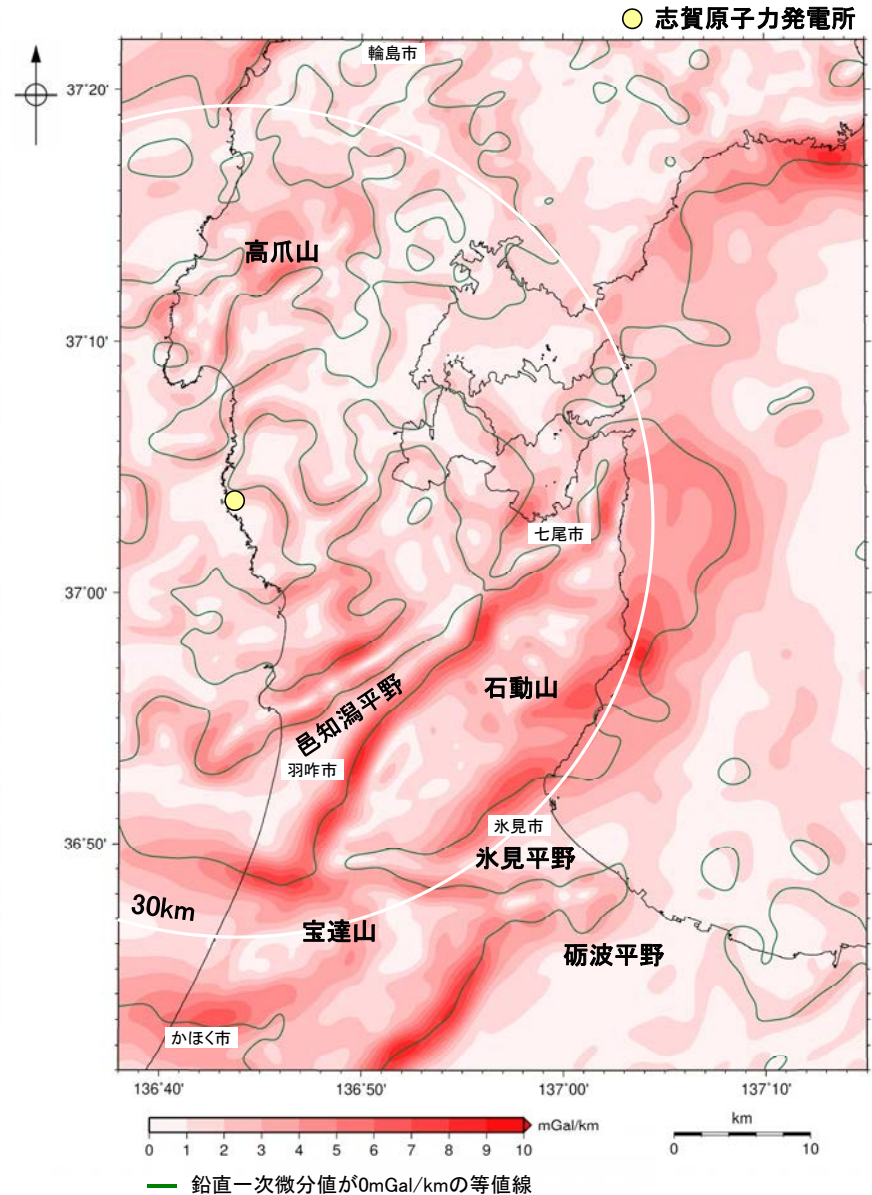 志賀原子力発電所
輪島市
37°20'
高爪山
37°10'
七尾市
37°00'
石動山
邑知潟平野
羽咋市
氷見市
36°50'
氷見平野
30km
宝達山
砺波平野
かほく市
136°40'
136°50'
137°00'
137°10'
mGal/km
0 1 2 3 4 5 6 7 8 9 10
km
0 10
鉛直一次微分値が0mGal/kmの等値線